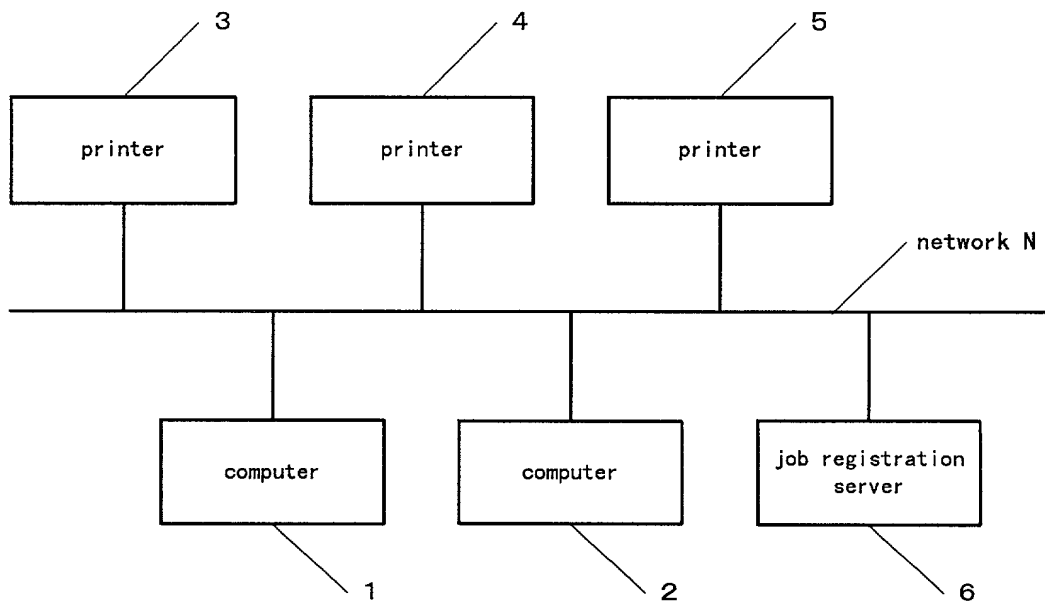 3
4
5
printer
printer
printer
network N
computer
computer
job registration
server
1
2
6